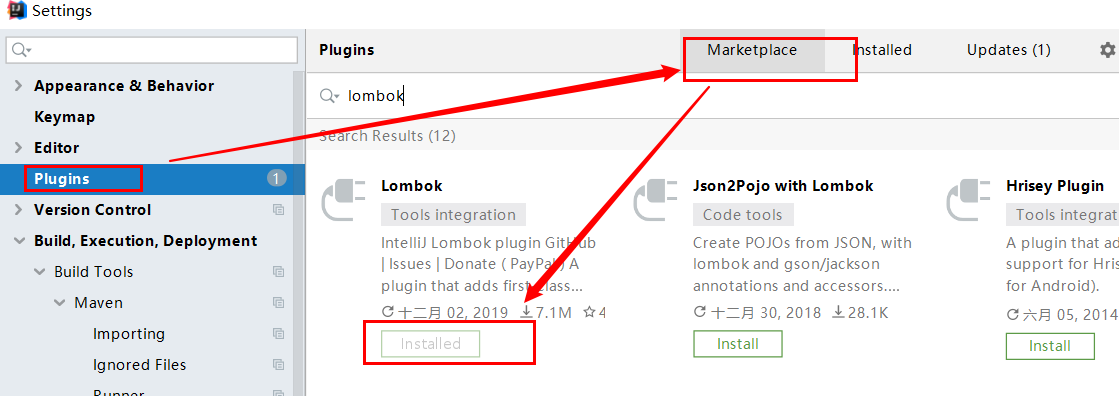 Settings
Appearance & Behavior
Keymap
Editor
Plugins 1
Version Control
Build, Execution, Deployment
Build Tools
Maven
Importing
Ignored Files
Runner
Plugins Marketplace Installed Updates (1)
lombok
Search Results (12)
Lombok
Tools integration
IntelliJ Lombok plugin GitHub
| Issues | Donate ( PayPal ) A
plugin that adds first-class...
十二月 02, 2019 7.1M 4
Installed
Json2Pojo with Lombok
Code tools
Create POJOs from JSON, with
lombok and gson/jackson
annotations and accessors....
十二月 30, 2018 28.1K
Install
Hrisey Plugin
Tools integrat
A plugin that ad
support for Hris
for Android).
六月 05, 2014
Install